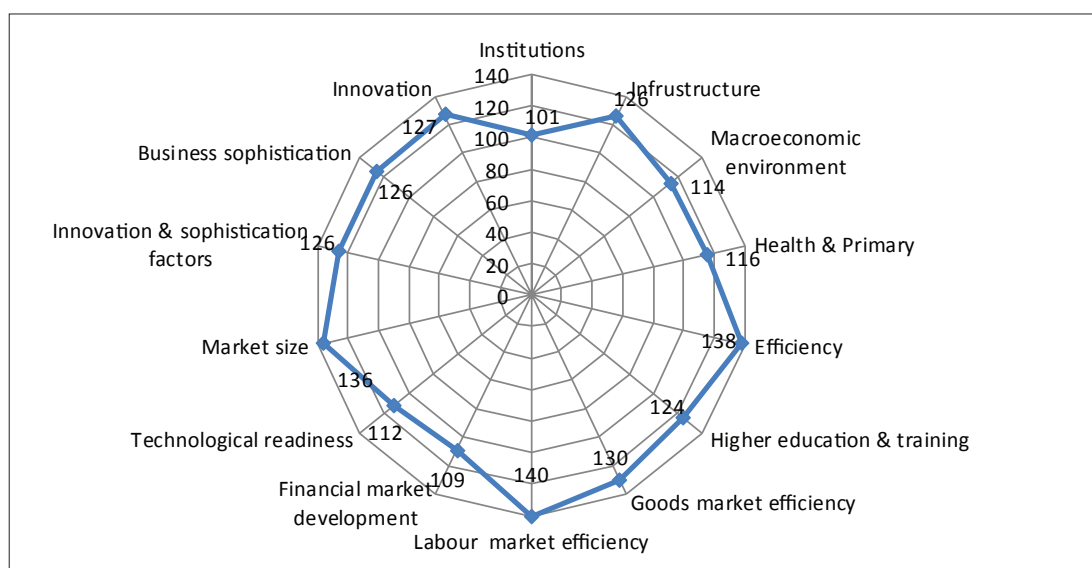 Institutions
140
Innovation
Infrustructure
126
120
101
127
100
Macroeconomic
environment
Business sophistication
80
114
126
60
Innovation & sophistication
factors
126
40
Health & Primary
116
20
0
Market size
138
Efficiency
136
124
Technological readiness
112
Higher education & training
130
109
140
Financial market
development
Goods market efficiency
Labour market efficiency